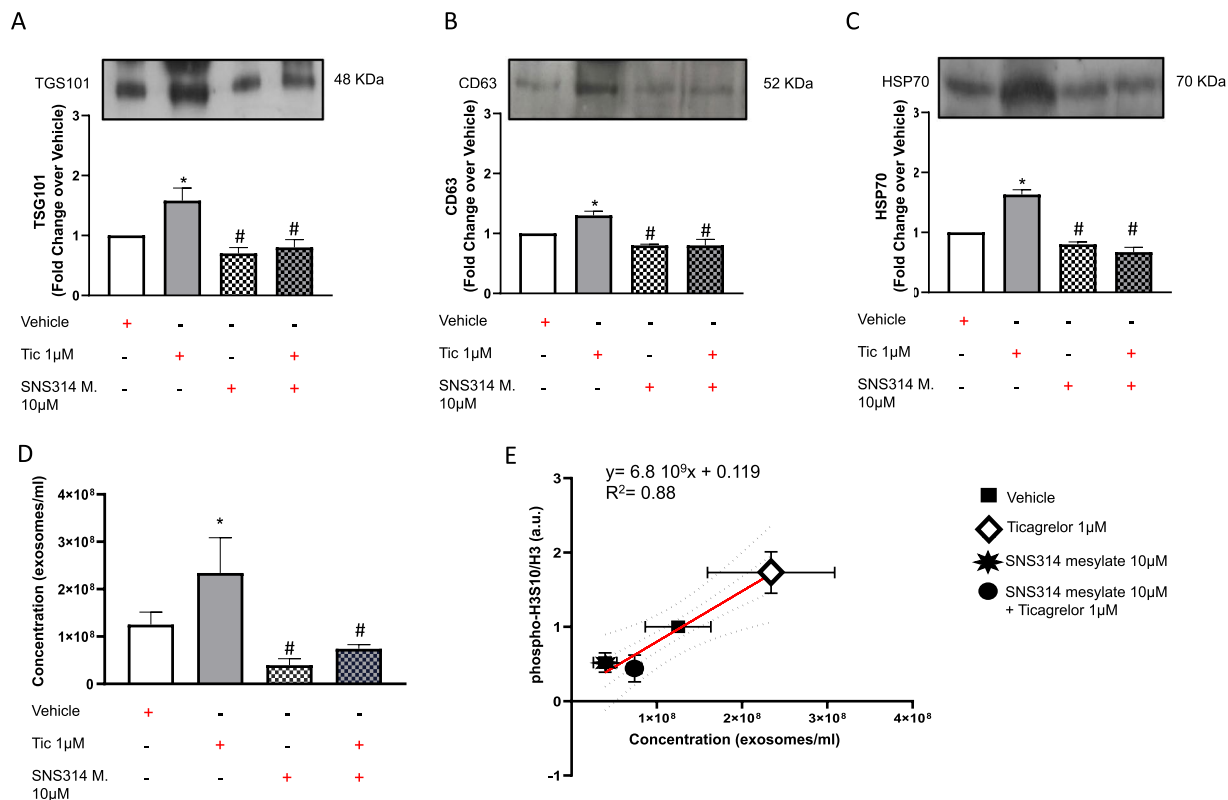 A
TGS101
48 KDa
3
2
1
0
TSG101
(Fold Change over Vehicle)
*
#
#
Vehicle + - - -
Tic 1µM - + - +
SNS314 M. - - + +
10µM
B
CD63
52 KDa
3
2
1
0
CD63
(Fold Change over Vehicle)
*
#
#
Vehicle + - - -
Tic 1µM - + - +
SNS314 M. - - + +
10µM
C
HSP70
70 KDa
3
2
1
0
HSP70
(Fold Change over Vehicle)
*
#
#
Vehicle + - - -
Tic 1µM - + - +
SNS314 M. - - + +
10µM
D
4×10⁸
3×10⁸
2×10⁸
1×10⁸
0
Concentration (exosomes/ml)
*
#
#
Vehicle + - - -
Tic 1µM - + - +
SNS314 M. - - + +
10µM
E
y= 6.8 10⁹x + 0.119
R²= 0.88
3
2
1
0
-1
phospho-H3S10/H3 (a.u.)
1×10⁸ 2×10⁸ 3×10⁸ 4×10⁸
Concentration (exosomes/ml)
Vehicle
Ticagrelor 1µM
SNS314 mesylate 10µM
SNS314 mesylate 10µM
+ Ticagrelor 1µM